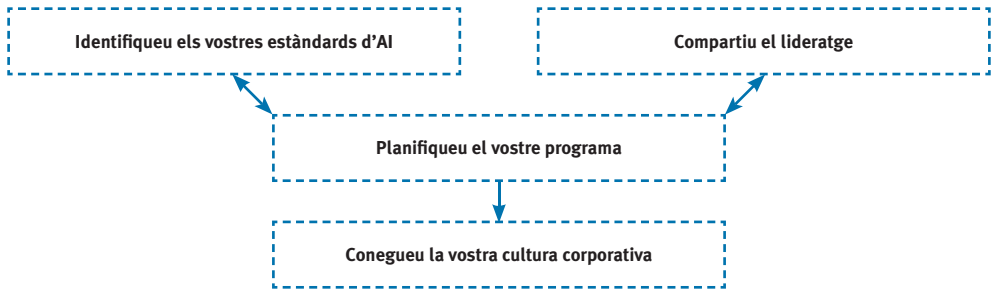 Identifiqueu els vostres estàndards d’AI
Compartiu el lideratge
Planifiqueu el vostre programa
Conegueu la vostra cultura corporativa